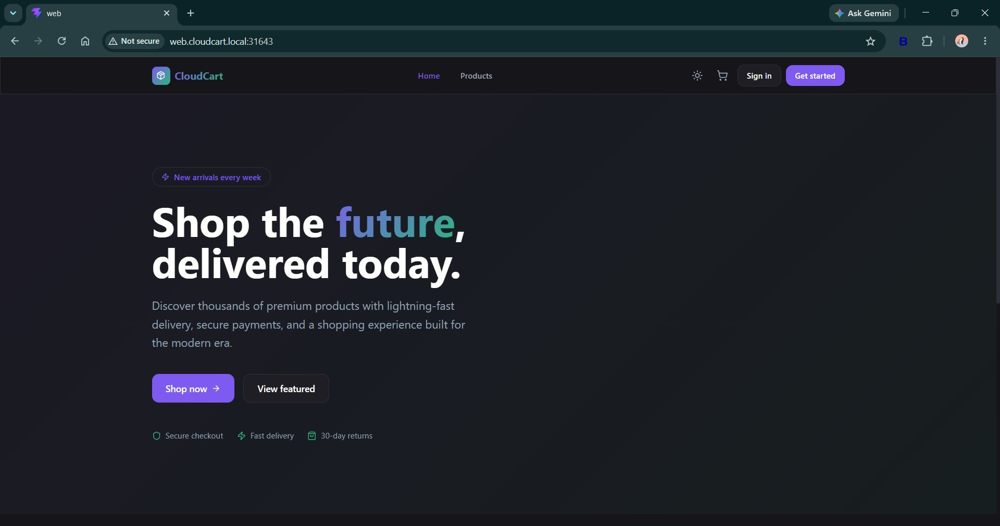 web
Ask Gemini
Not secure
web.cloudcart.local:31643
B
CloudCart
Home
Products
Sign in
Get started
New arrivals every week
Shop the future,
delivered today.
Discover thousands of premium products with lightning-fast
delivery, secure payments, and a shopping experience built for
the modern era.
Shop now
View featured
Secure checkout
Fast delivery
30-day returns